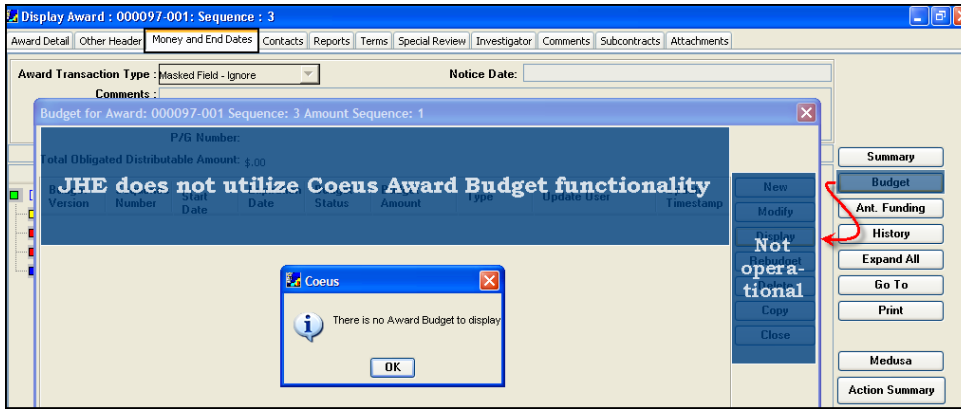 Display Award : 000097-001: Sequence : 3
Award Detail Other Header Money and End Dates Contacts Reports Terms Special Review Investigator Comments Subcontracts Attachments
Award Transaction Type : Masked Field - Ignore Notice Date:
Comments :
Budget for Award: 000097-001 Sequence: 3 Amount Sequence: 1
P/G Number:
Total Obligated Distributable Amount: $.00
Summary
JHE does not utilize Coeus Award Budget functionality
Version Number Start Date Date Status Amount Type Update User Timestamp
New
Budget
Modify
Ant. Funding
Display
History
Not opera-
tional
Rebudget
Expand All
Delete
Go To
Copy
Print
Close
Coeus
There is no Award Budget to display
OK
Medusa
Action Summary